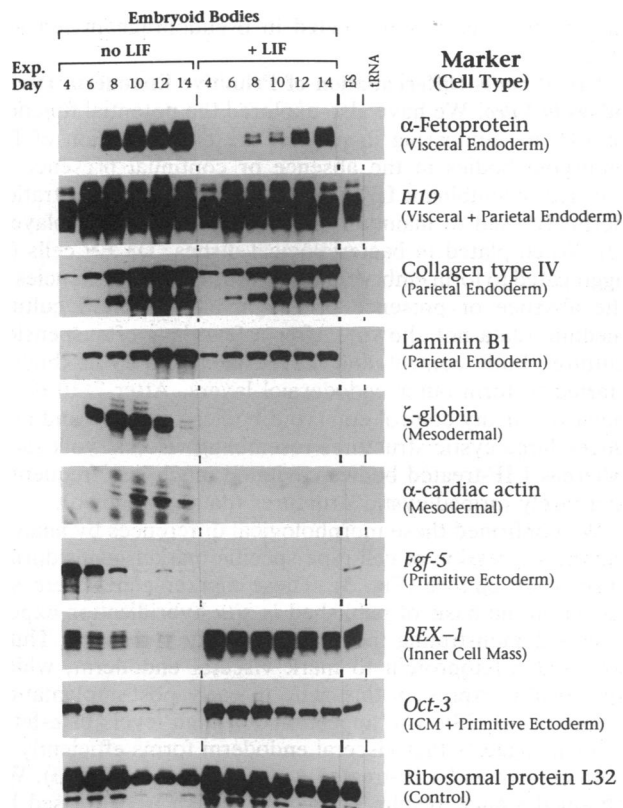 Embryoid Bodies
no LIF + LIF
Exp. Day 4 6 8 10 12 14 4 6 8 10 12 14 ES tRNA
Marker
(Cell Type)
α-Fetoprotein
(Visceral Endoderm)
H19
(Visceral + Parietal Endoderm)
Collagen type IV
(Parietal Endoderm)
Laminin B1
(Parietal Endoderm)
ζ-globin
(Mesodermal)
α-cardiac actin
(Mesodermal)
Fgf-5
(Primitive Ectoderm)
REX-1
(Inner Cell Mass)
Oct-3
(ICM + Primitive Ectoderm)
Ribosomal protein L32
(Control)